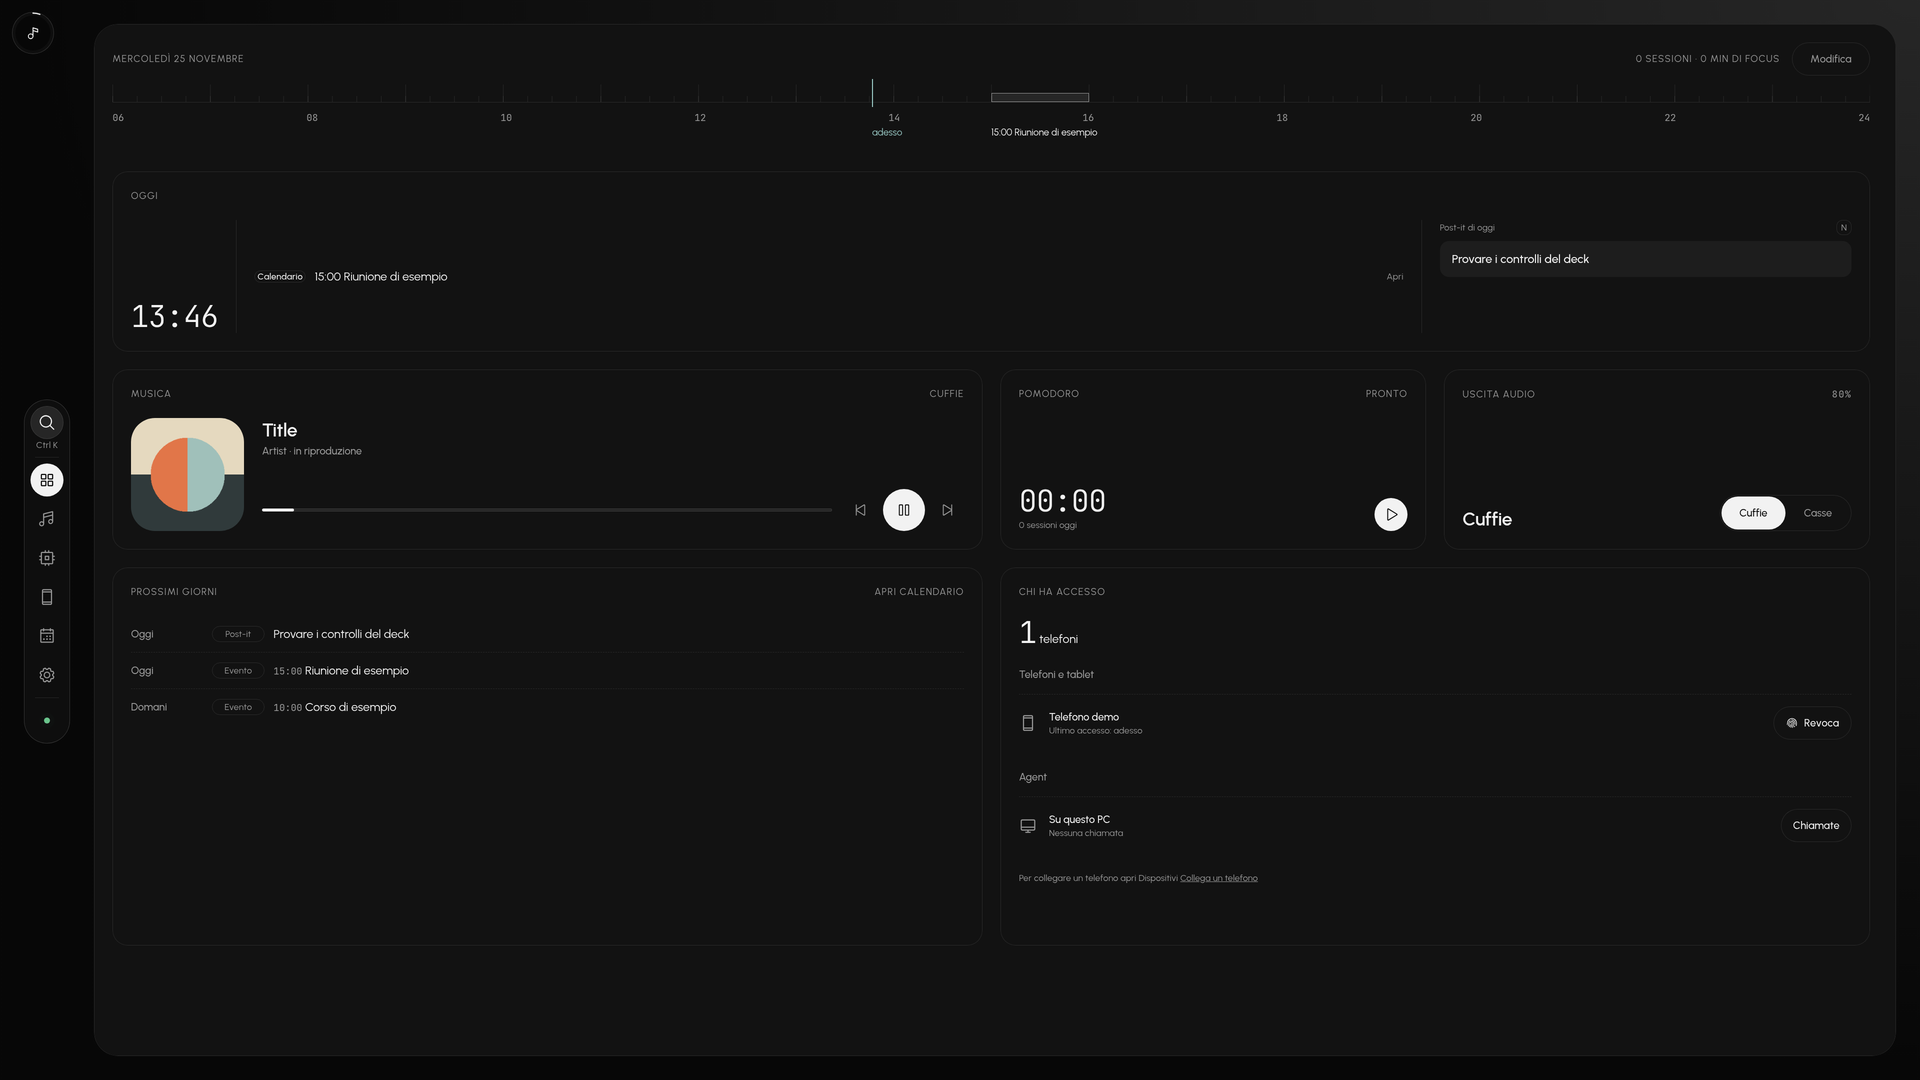 MERCOLEDÌ 25 NOVEMBRE
0 SESSIONI · 0 MIN DI FOCUS
Modifica
06 08 10 12 14 16 18 20 22 24
adesso
15:00 Riunione di esempio
OGGI
13:46
Calendario 15:00 Riunione di esempio
Apri
Post-it di oggi
N
Provare i controlli del deck
Ctrl K
MUSICA
CUFFIE
Title
Artist · in riproduzione
POMODORO
PRONTO
00:00
0 sessioni oggi
USCITA AUDIO
80%
Cuffie
Cuffie
Casse
PROSSIMI GIORNI
APRI CALENDARIO
Oggi Post-it Provare i controlli del deck
Oggi Evento 15:00 Riunione di esempio
Domani Evento 10:00 Corso di esempio
CHI HA ACCESSO
1 telefoni
Telefoni e tablet
Telefono demo
Ultimo accesso: adesso
Revoca
Agent
Su questo PC
Nessuna chiamata
Chiamate
Per collegare un telefono apri Dispositivi Collega un telefono